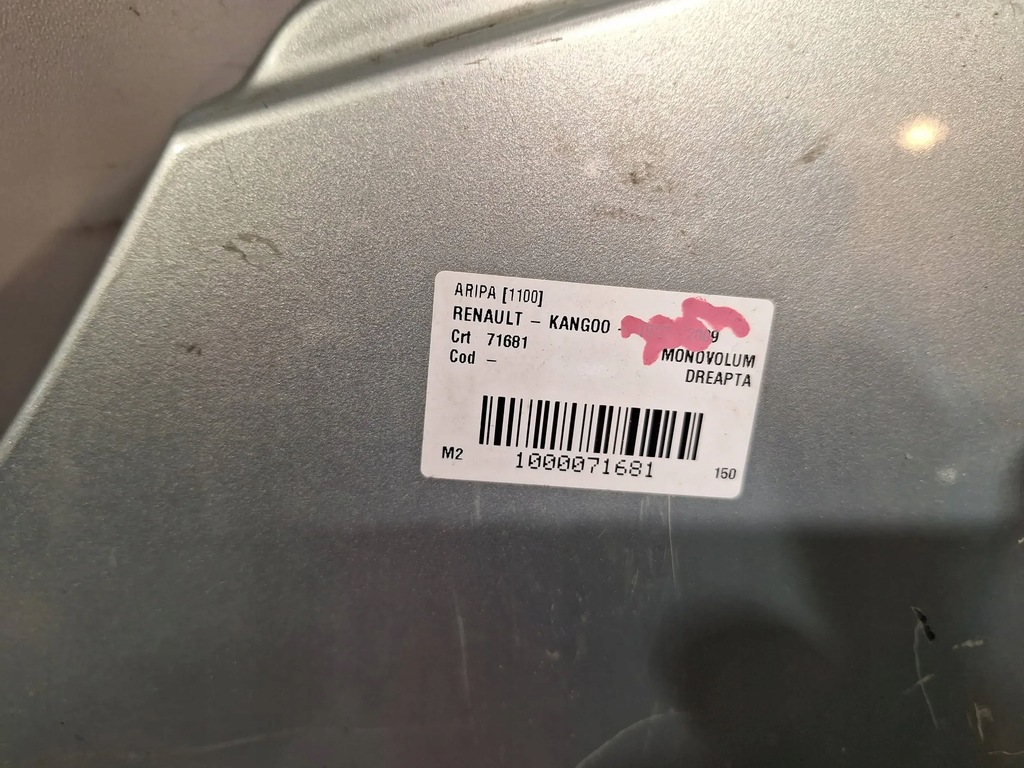 ARIPA [1100]
RENAULT - KANGOO -
Crt 71681
MONOVOLUM
Cod -
DREAPTA
M2
1000071681
150